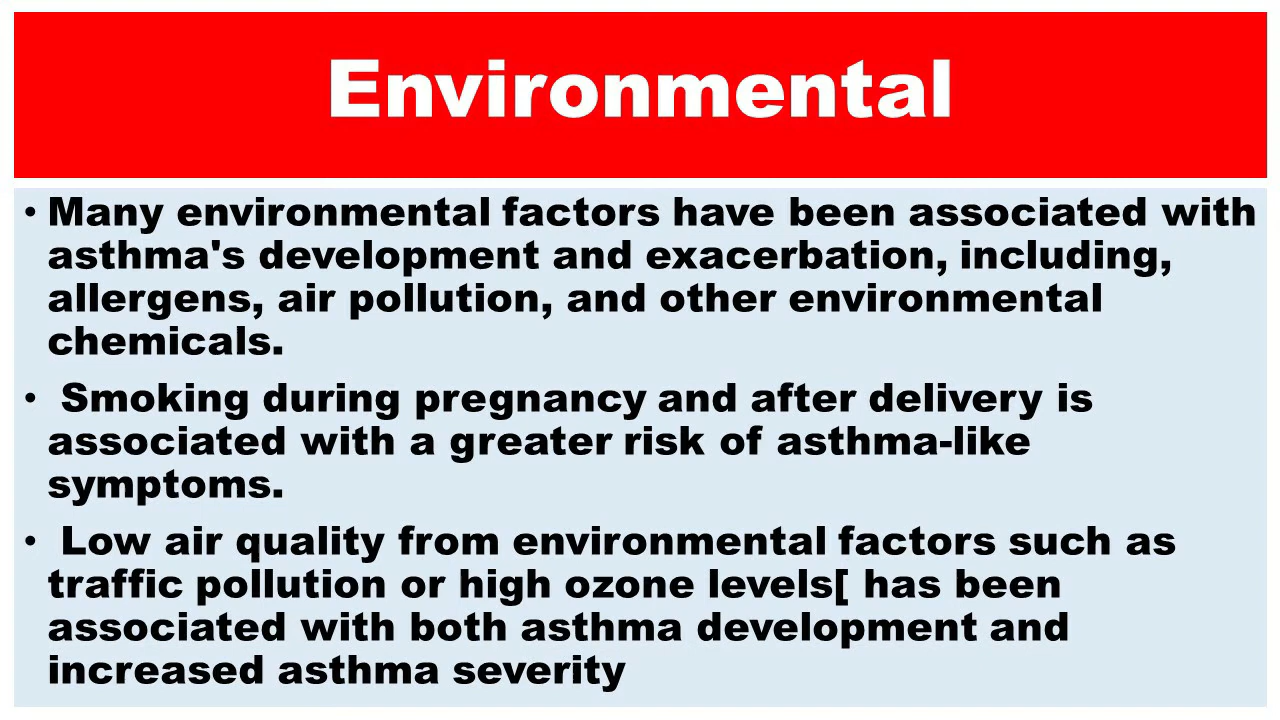 Environmental
• Many environmental factors have been associated with
asthma's development and exacerbation, including,
allergens, air pollution, and other environmental
chemicals.
• Smoking during pregnancy and after delivery is
associated with a greater risk of asthma-like
symptoms.
• Low air quality from environmental factors such as
traffic pollution or high ozone levels[ has been
associated with both asthma development and
increased asthma severity